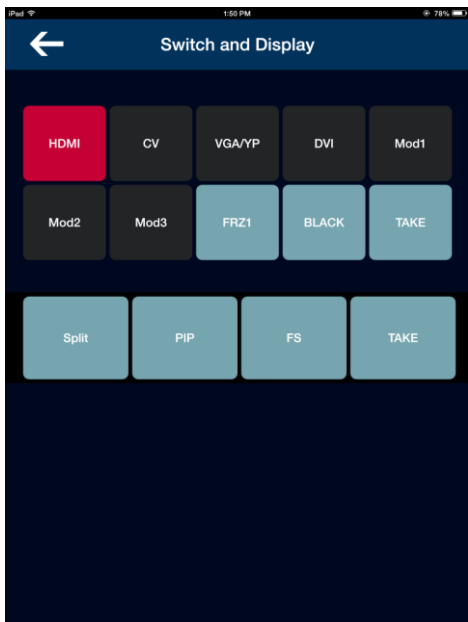 iPad 1:50 PM 78%
Switch and Display
HDMI CV VGA/YP DVI Mod1
Mod2 Mod3 FRZ1 BLACK TAKE
Split PIP FS TAKE